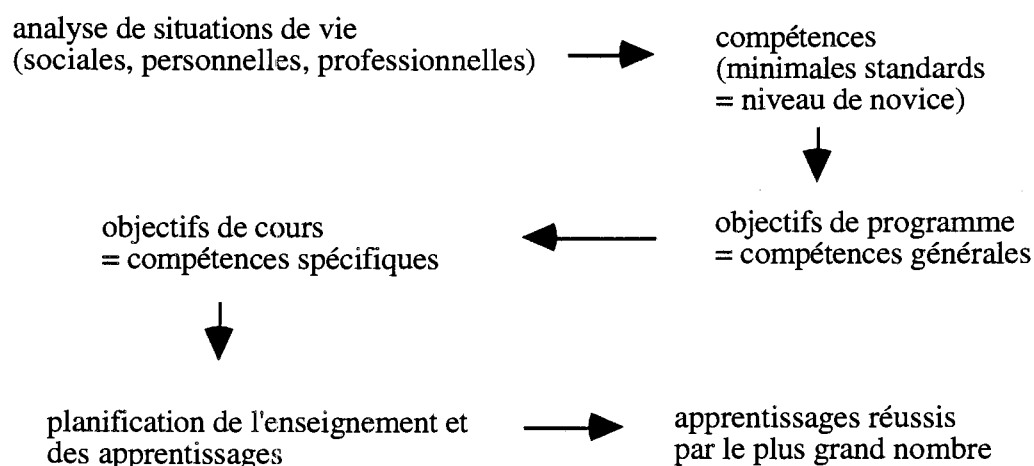 analyse de situations de vie
(sociales, personnelles, professionnelles)
compétences
(minimales standards
= niveau de novice)
objectifs de programme
= compétences générales
objectifs de cours
= compétences spécifiques
planification de l'enseignement et
des apprentissages
apprentissages réussis
par le plus grand nombre